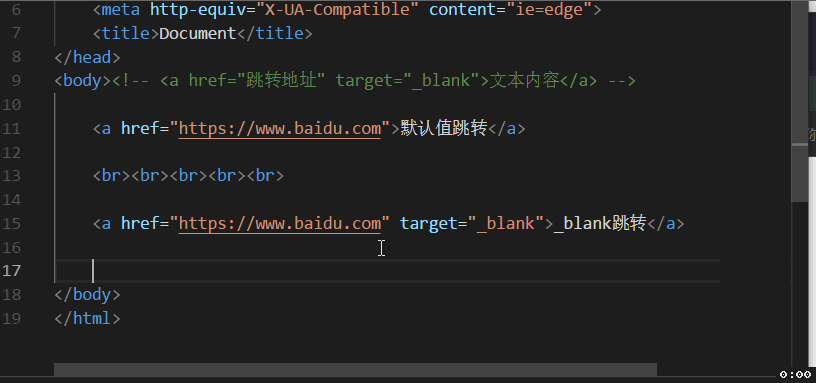 6 <meta http-equiv="X-UA-Compatible" content="ie=edge">
7 <title>Document</title>
8 </head>
9 <body><!-- <a href="跳转地址" target="_blank">文本内容</a> -->
10
11 <a href="https://www.baidu.com">默认值跳转</a>
12
13 <br><br><br><br><br>
14
15 <a href="https://www.baidu.com" target="_blank">_blank跳转</a>
16
17
18 </body>
19 </html>
0:00